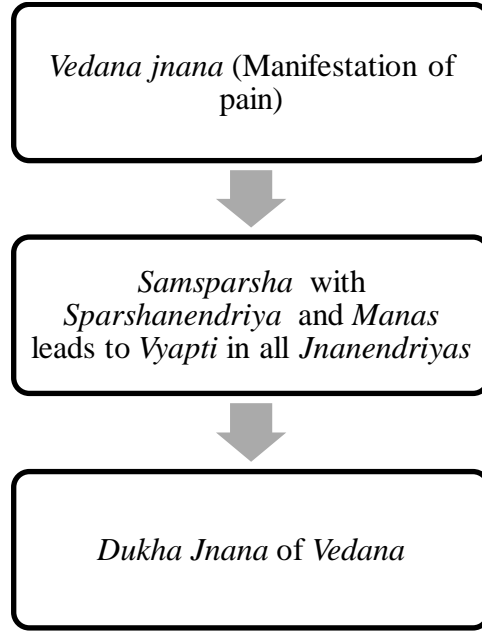 Vedana jnana (Manifestation of
pain)
Samsparsha with
Sparshanendriya and Manas
leads to Vyapti in all Jnanendriyas
Dukha Jnana of Vedana